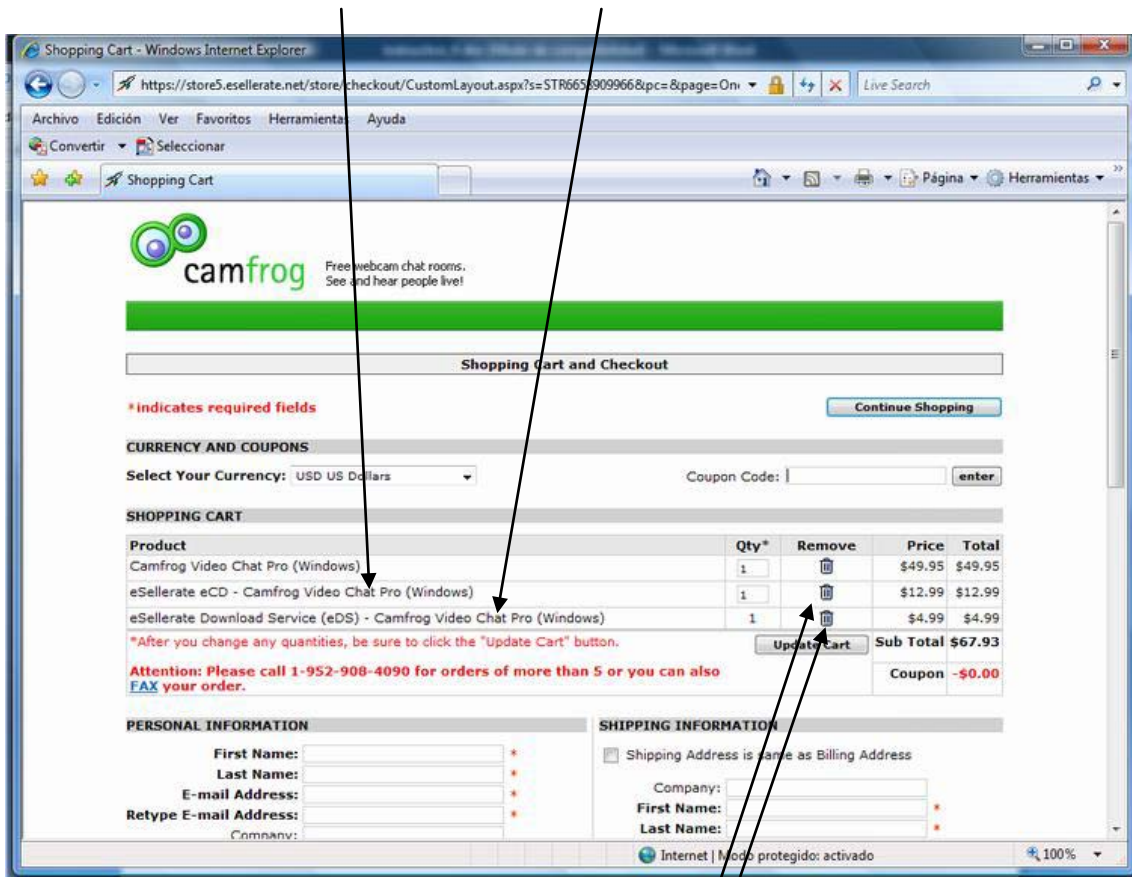 Shopping Cart - Windows Internet Explorer
https://store5.esellerate.net/store/checkout/CustomLayout.aspx?s=STR6653909966&pc=&page=On
Live Search
Archivo Edición Ver Favoritos Herramientas Ayuda
Convertir Seleccionar
Shopping Cart
Página Herramientas
camfrog
Free webcam chat rooms.
See and hear people live!
Shopping Cart and Checkout
*indicates required fields
Continue Shopping
CURRENCY AND COUPONS
Select Your Currency: USD US Dollars Coupon Code: enter
SHOPPING CART
Product Qty* Remove Price Total
Camfrog Video Chat Pro (Windows) 1 $49.95 $49.95
eSellerate eCD - Camfrog Video Chat Pro (Windows) 1 $12.99 $12.99
eSellerate Download Service (eDS) - Camfrog Video Chat Pro (Windows) 1 $4.99 $4.99
*After you change any quantities, be sure to click the "Update Cart" button. Update Cart Sub Total $67.93
Attention: Please call 1-952-908-4090 for orders of more than 5 or you can also
FAX your order.
Coupon -$0.00
PERSONAL INFORMATION
First Name: *
Last Name: *
E-mail Address: *
Retype E-mail Address: *
Company:
SHIPPING INFORMATION
Shipping Address is same as Billing Address
Company:
First Name: *
Last Name: *
Internet | Modo protegido: activado
100%